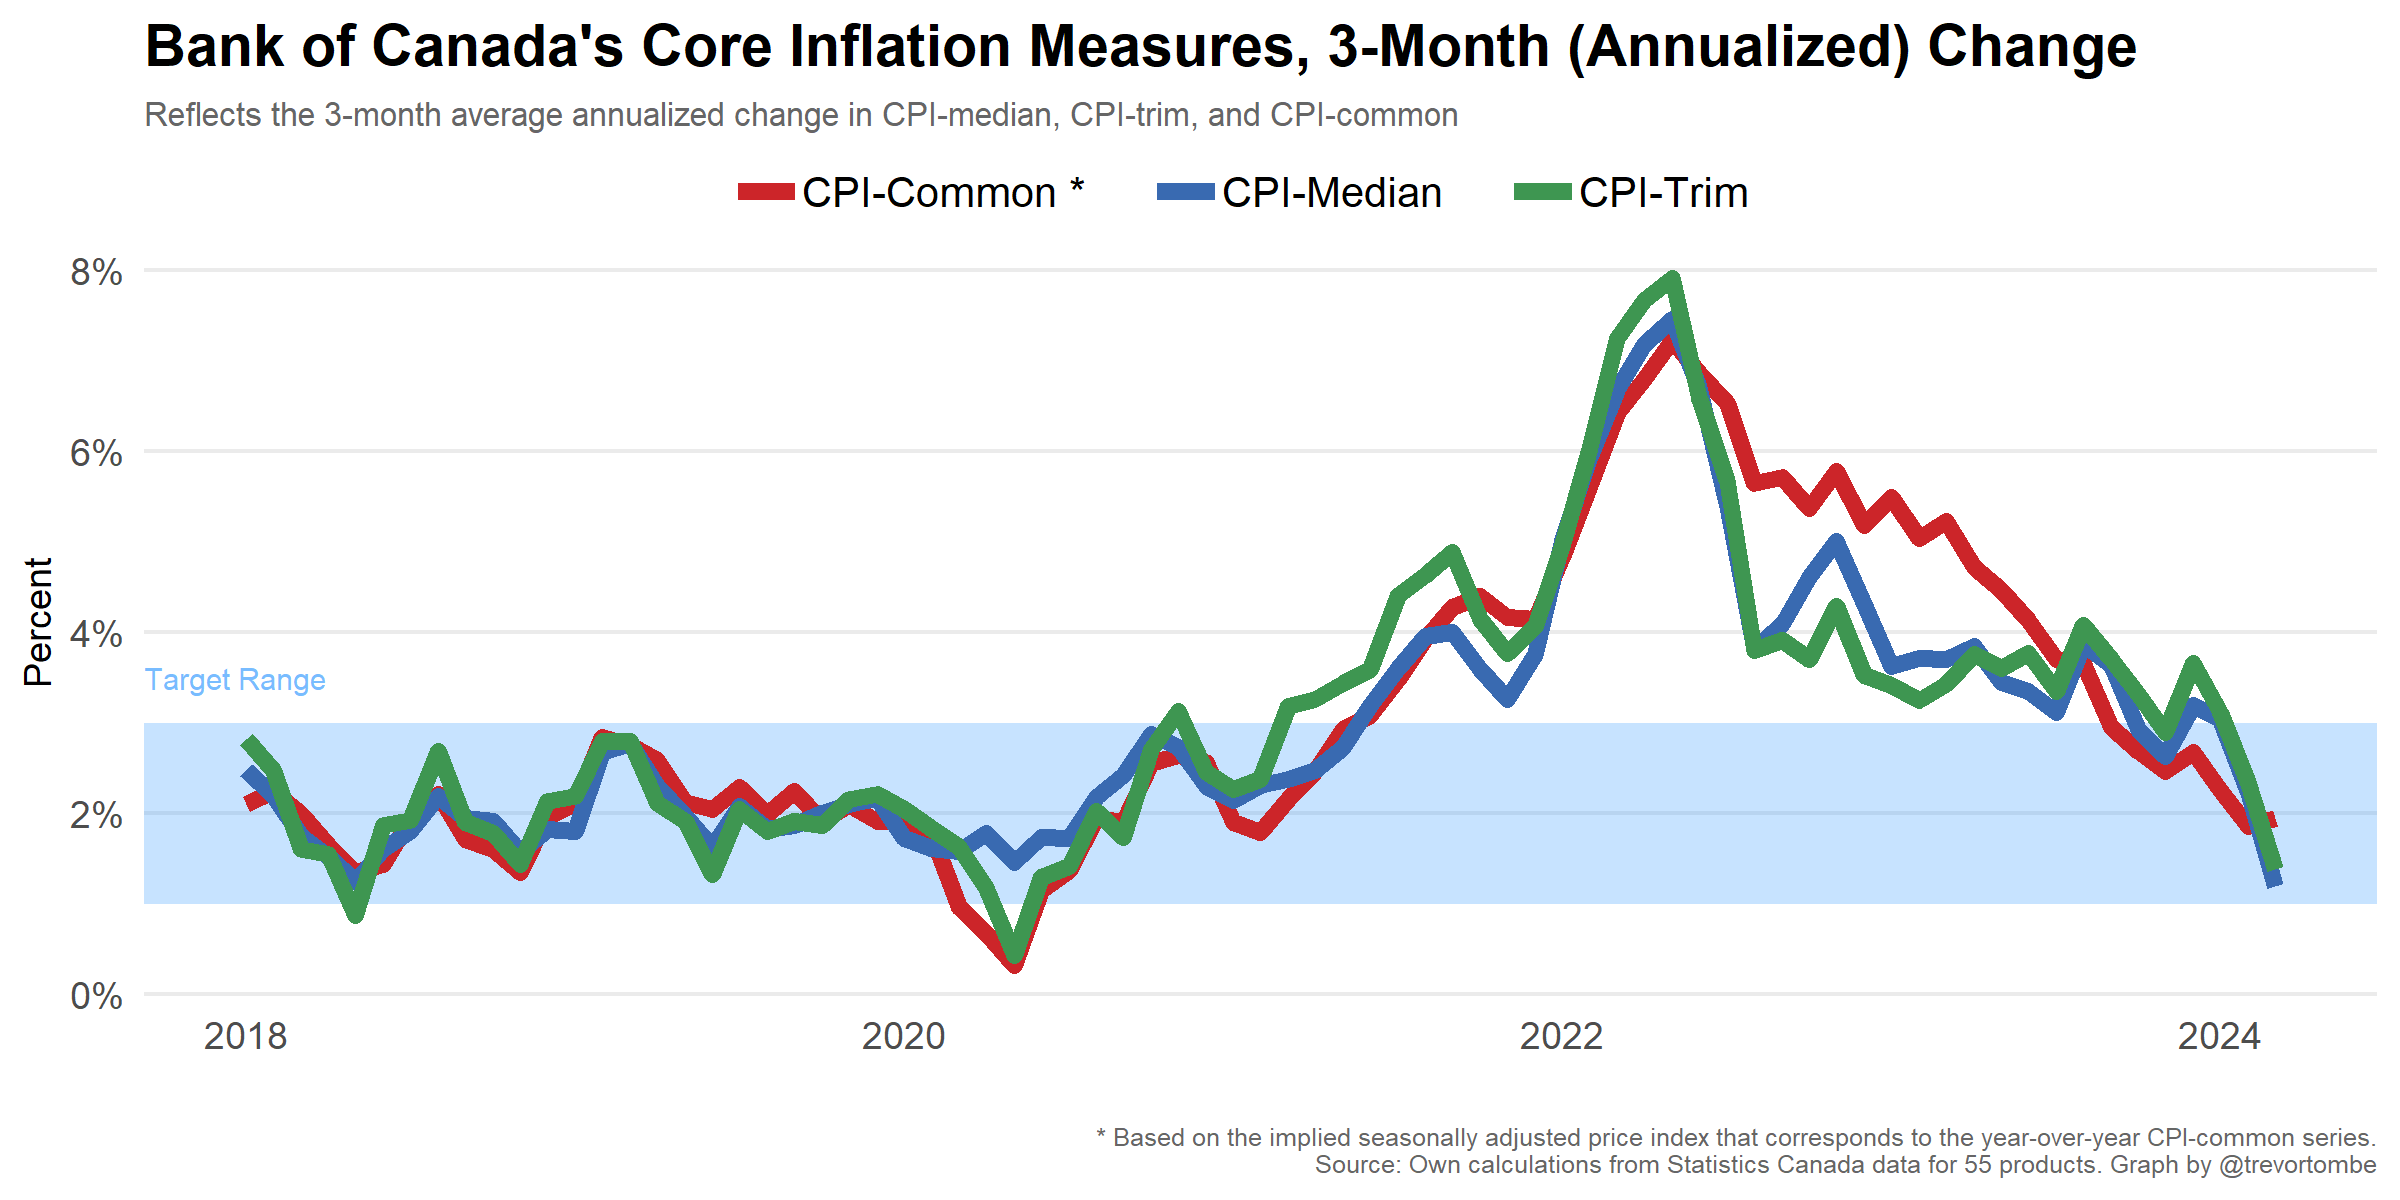 Bank of Canada's Core Inflation Measures, 3-Month (Annualized) Change
Reflects the 3-month average annualized change in CPI-median, CPI-trim, and CPI-common
CPI-Common *
CPI-Median
CPI-Trim
Percent
8%
6%
4%
Target Range
2%
0%
2018
2020
2022
2024
* Based on the implied seasonally adjusted price index that corresponds to the year-over-year CPI-common series.
Source: Own calculations from Statistics Canada data for 55 products. Graph by @trevortombe